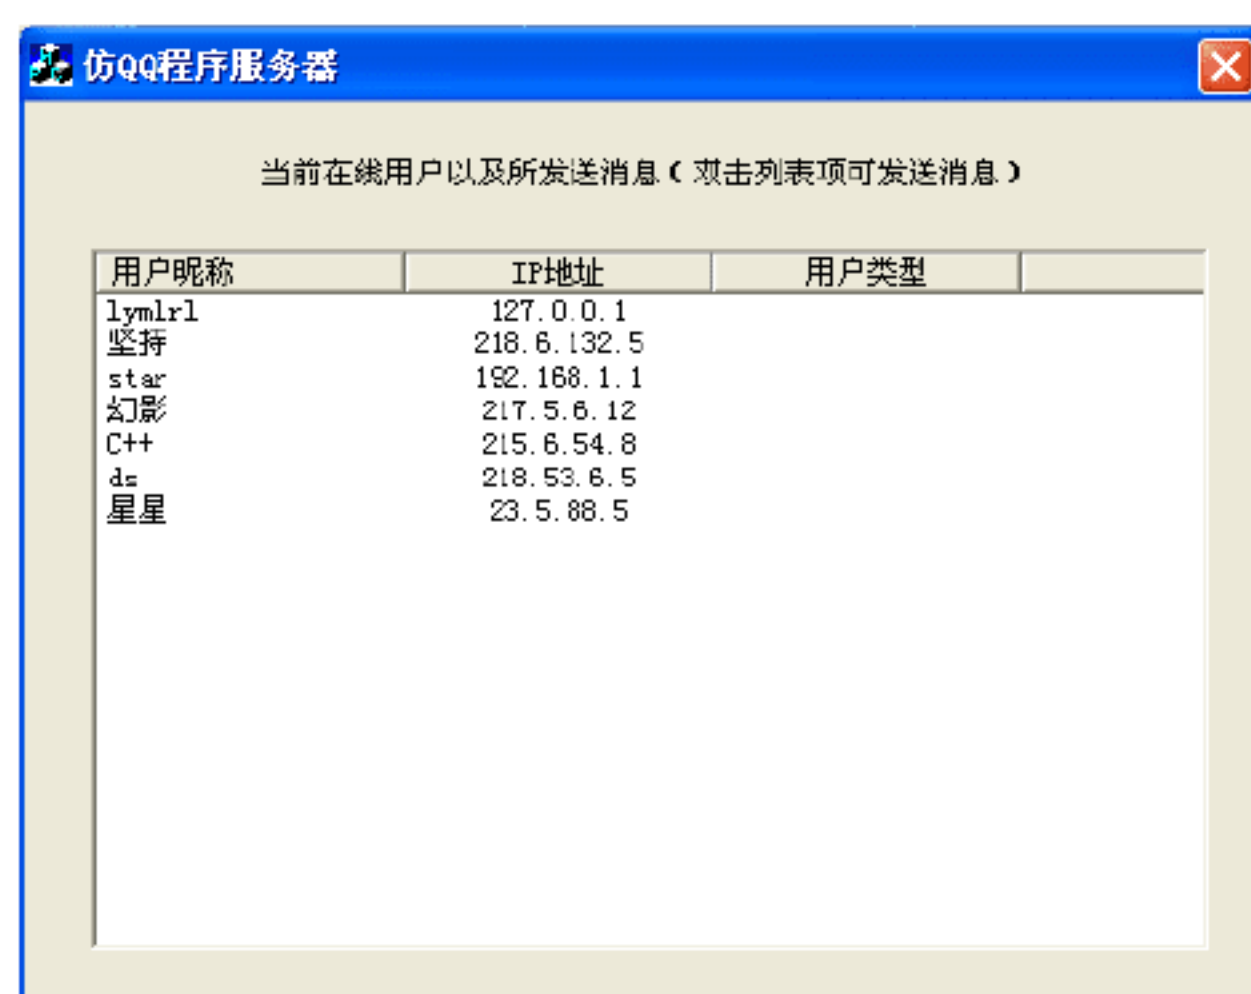 仿QQ程序服务器
当前在线用户以及所发送消息(双击列表项可发送消息)
用户昵称 IP地址 用户类型
lymlrl 127.0.0.1
坚持 218.6.132.5
star 192.168.1.1
幻影 217.5.6.12
C++ 215.6.54.8
ds 218.53.6.5
星星 23.5.88.5